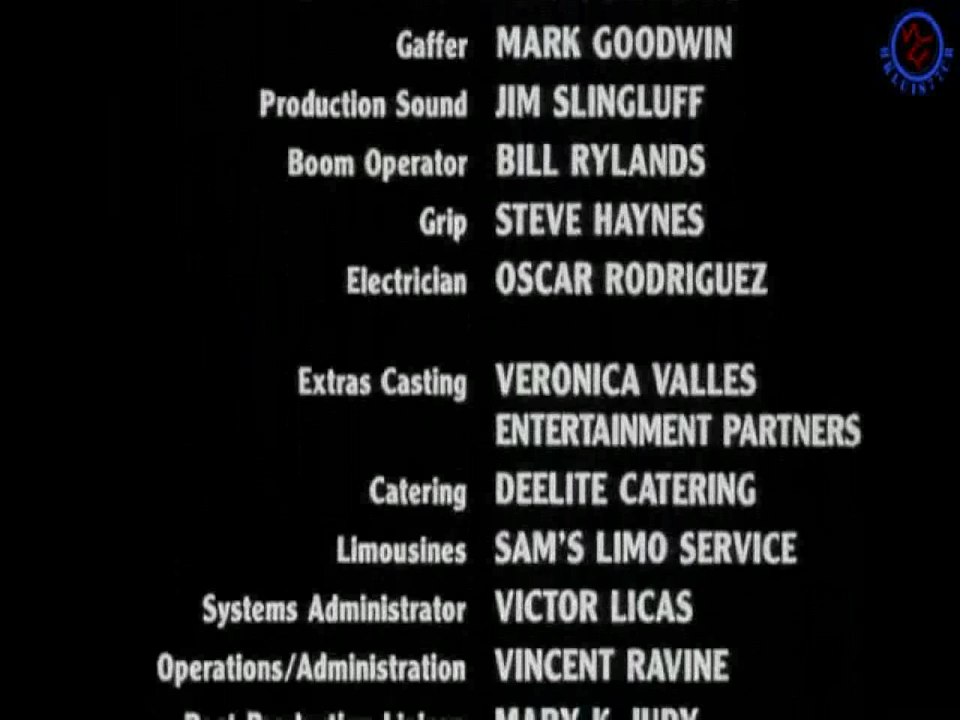 Gaffer MARK GOODWIN
Production Sound JIM SLINGLUFF
Boom Operator BILL RYLANDS
Grip STEVE HAYNES
Electrician OSCAR RODRIGUEZ
Extras Casting VERONICA VALLES
ENTERTAINMENT PARTNERS
Catering DEELITE CATERING
Limousines SAM'S LIMO SERVICE
Systems Administrator VICTOR LICAS
Operations/Administration VINCENT RAVINE